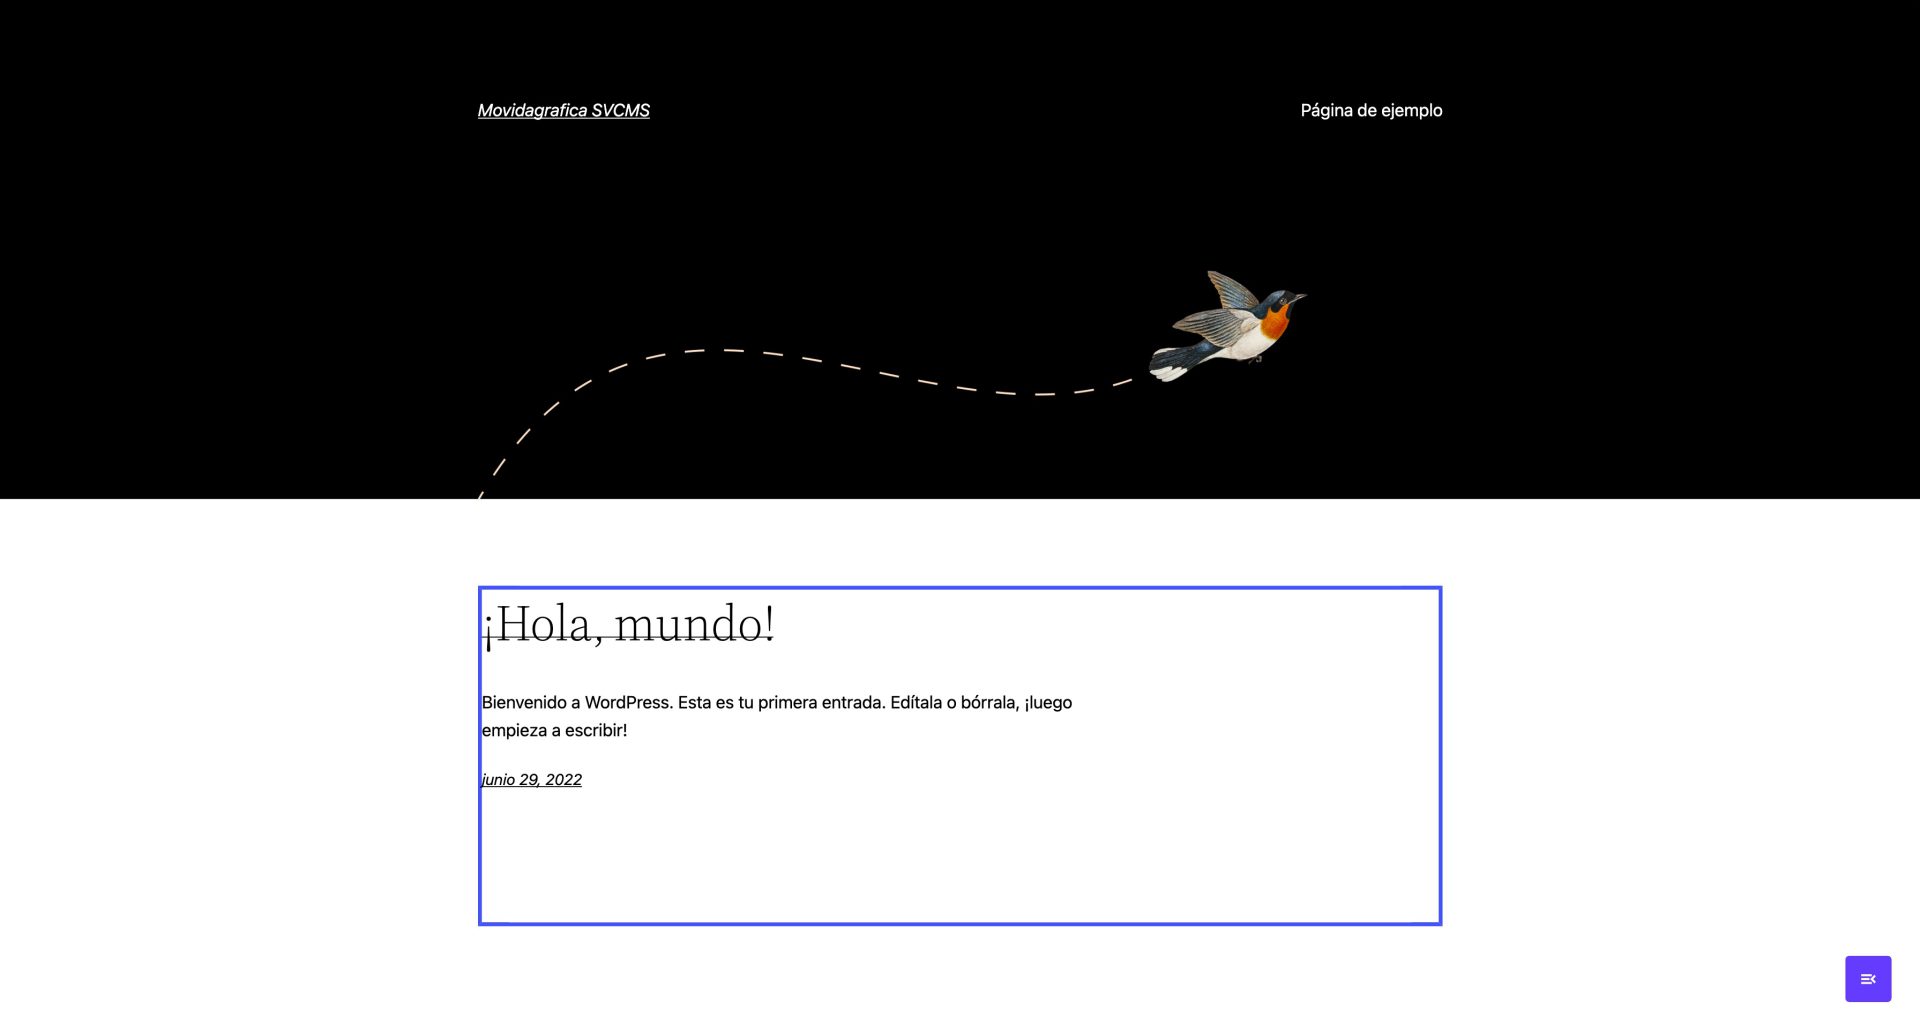 Movidagrafica SVCMS
Página de ejemplo
¡Hola, mundo!
Bienvenido a WordPress. Esta es tu primera entrada. Edítala o bórrala, ¡luego
empieza a escribir!
junio 29, 2022